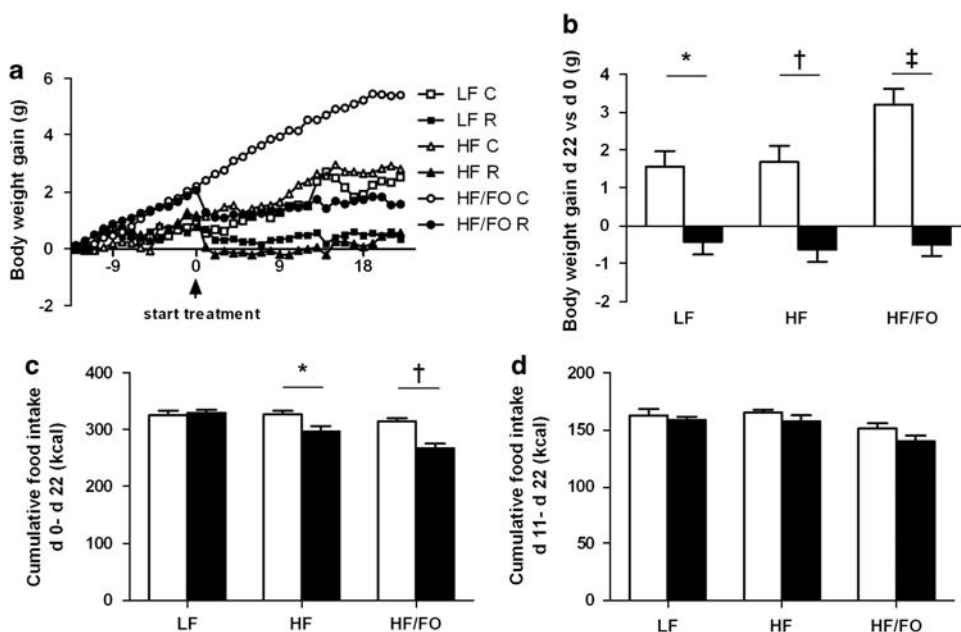 a
Body weight gain (g)
6
4
2
0
-2
-9
0
9
18
start treatment
LF C
LF R
HF C
HF R
HF/FO C
HF/FO R
b
Body weight gain d 22 vs d 0 (g)
4
3
2
1
0
-1
-2
*
†
‡
LF
HF
HF/FO
c
Cumulative food intake
d 0- d 22 (kcal)
400
300
200
100
0
*
†
LF
HF
HF/FO
d
Cumulative food intake
d 11- d 22 (kcal)
200
150
100
50
0
LF
HF
HF/FO